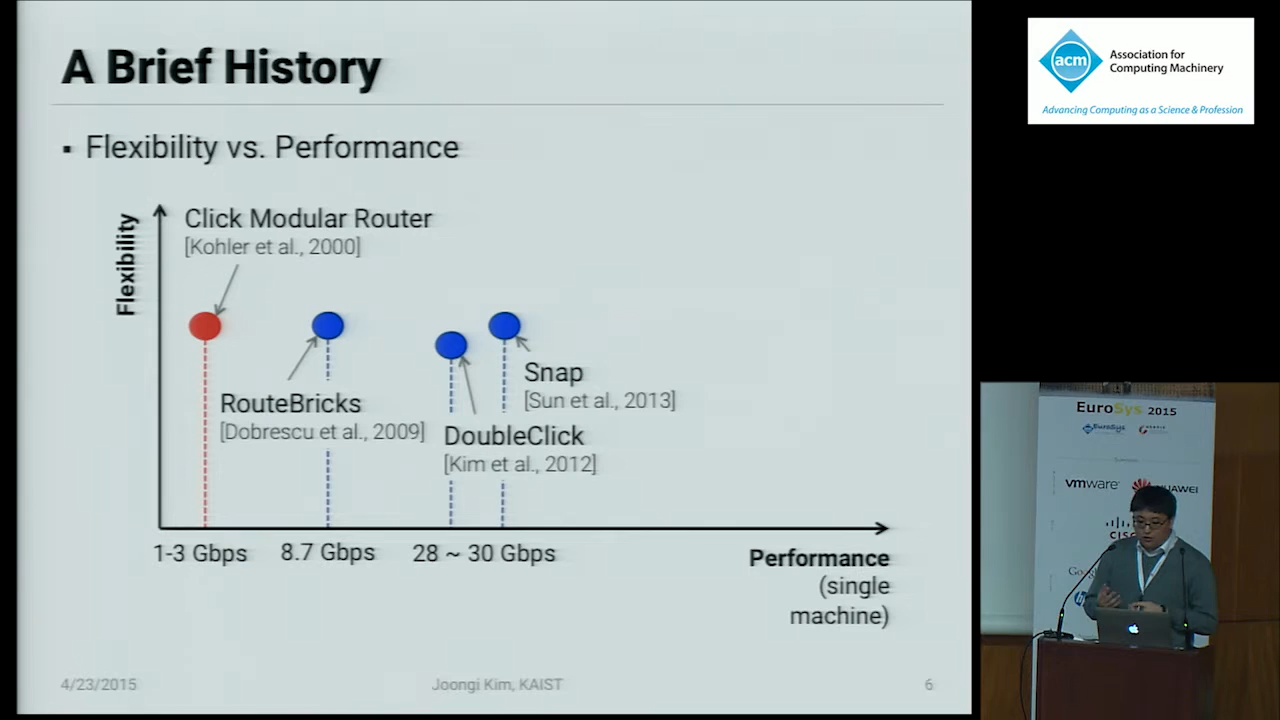 A Brief History
▪ Flexibility vs. Performance
Flexibility
Click Modular Router
[Kohler et al., 2000]
RouteBricks
[Dobrescu et al., 2009]
Snap
[Sun et al., 2013]
DoubleClick
[Kim et al., 2012]
1-3 Gbps
8.7 Gbps
28 ~ 30 Gbps
Performance
(single
machine)
4/23/2015
Joongi Kim, KAIST
6
acm
Association for
Computing Machinery
Advancing Computing as a Science & Profession
EuroSys 2015
EuroSys
vmware